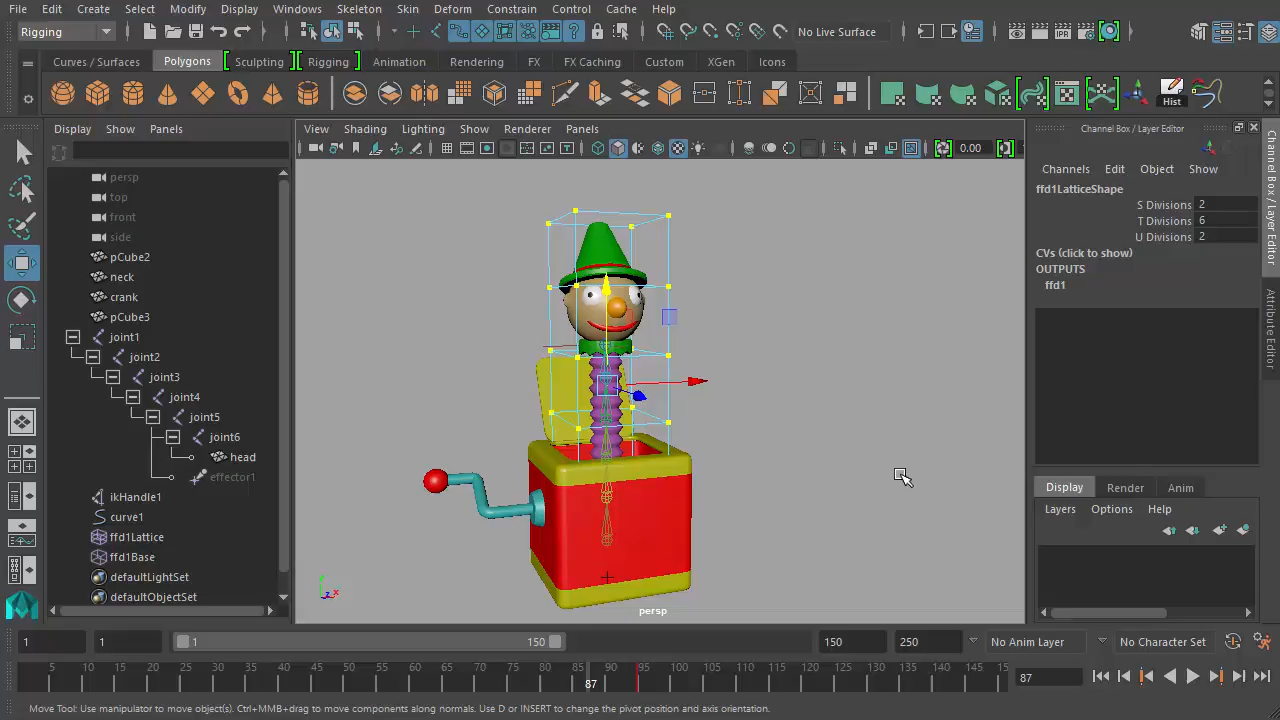 File Edit Create Select Modify Display Windows Skeleton Skin Deform Constrain Control Cache Help
Rigging
No Live Surface
Curves / Surfaces Polygons Sculpting Rigging Animation Rendering FX FX Caching Custom XGen Icons
Hist
IPR
Display Show Panels
View Shading Lighting Show Renderer Panels
0.00
persp
top
front
side
pCube2
neck
crank
pCube3
joint1
joint2
joint3
joint4
joint5
joint6
head
effector1
ikHandle1
curve1
ffd1Lattice
ffd1Base
defaultLightSet
defaultObjectSet
y
z x
persp
Channel Box / Layer Editor
Channels Edit Object Show
ffd1LatticeShape
S Divisions 2
T Divisions 6
U Divisions 2
CVs (click to show)
OUTPUTS
ffd1
Channel Box / Layer Editor
Attribute Editor
Display Render Anim
Layers Options Help
1 1 1 150 150 250 No Anim Layer No Character Set
5 10 15 20 25 30 35 40 45 50 55 60 65 70 75 80 85 90 95 100 105 110 115 120 125 130 135 140 145 15
87
87
Move Tool: Use manipulator to move object(s). Ctrl+MMB+drag to move components along normals. Use D or INSERT to change the pivot position and axis orientation.